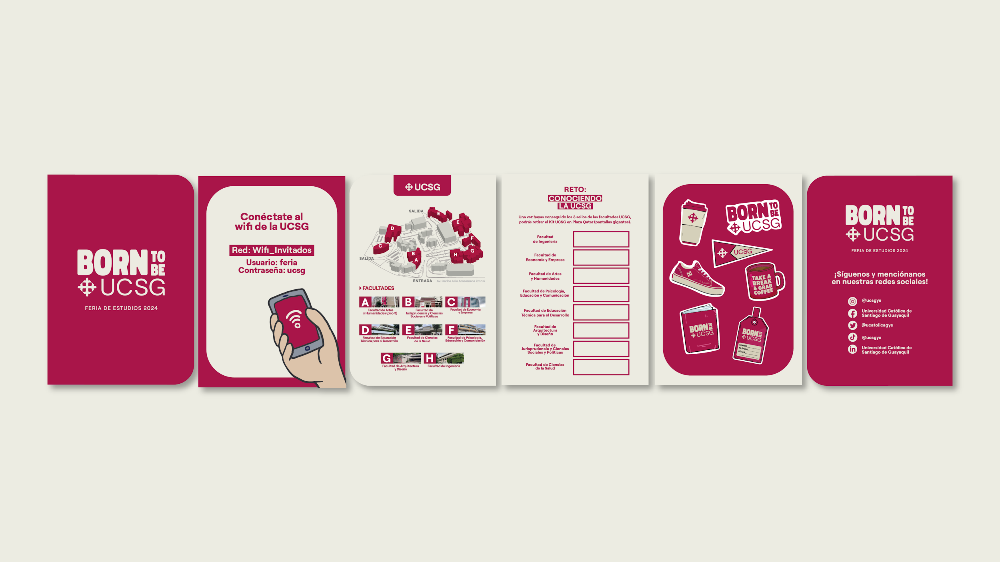 BORN TO BE
UCSG
FERIA DE ESTUDIOS 2024
Conéctate al
wifi de la UCSG
Red: Wifi_Invitados
Usuario: feria
Contraseña: ucsg
UCSG
SALIDA
E
E
D
F
C
B
G
H
SALIDA
A
ENTRADA Av. Carlos Julio Arosemena km 1.5
FACULTADES
A
Facultad de Artes
y Humanidades (piso 3)
B
Facultad de
Jurisprudencia y Ciencias
Sociales y Políticas
C
Facultad de Economía
y Empresa
D
Facultad de Educación
Técnica para el Desarrollo
E
Facultad de Ciencias
de la Salud
F
Facultad de Psicología,
Educación y Comunicación
G
Facultad de Arquitectura
y Diseño
H
Facultad de Ingeniería
RETO:
CONOCIENDO
LA UCSG
Una vez hayas conseguido los 3 sellos de las facultades UCSG,
podrás retirar el Kit UCSG en Plaza Qatar (pantallas gigantes).
Facultad
de Ingeniería
Facultad de
Economía y Empresa
Facultad de Artes
y Humanidades
Facultad de Psicología,
Educación y Comunicación
Facultad de Educación
Técnica para el Desarrollo
Facultad de
Arquitectura
y Diseño
Facultad de
Jurisprudencia y Ciencias
Sociales y Políticas
Facultad de Ciencias
de la Salud
BORN TO BE
UCSG
UCSG
TAKE A
BREAK
& GRAB
COFFEE
BORN TO BE
UCSG
BORN TO BE
UCSG
NOMBRE
TELÉFONO
CÉDULA
BORN TO BE
UCSG
FERIA DE ESTUDIOS 2024
¡Síguenos y menciónanos
en nuestras redes sociales!
@ucsgye
Universidad Católica de
Santiago de Guayaquil
@ucatolicagye
@ucsgye
Universidad Católica de
Santiago de Guayaquil